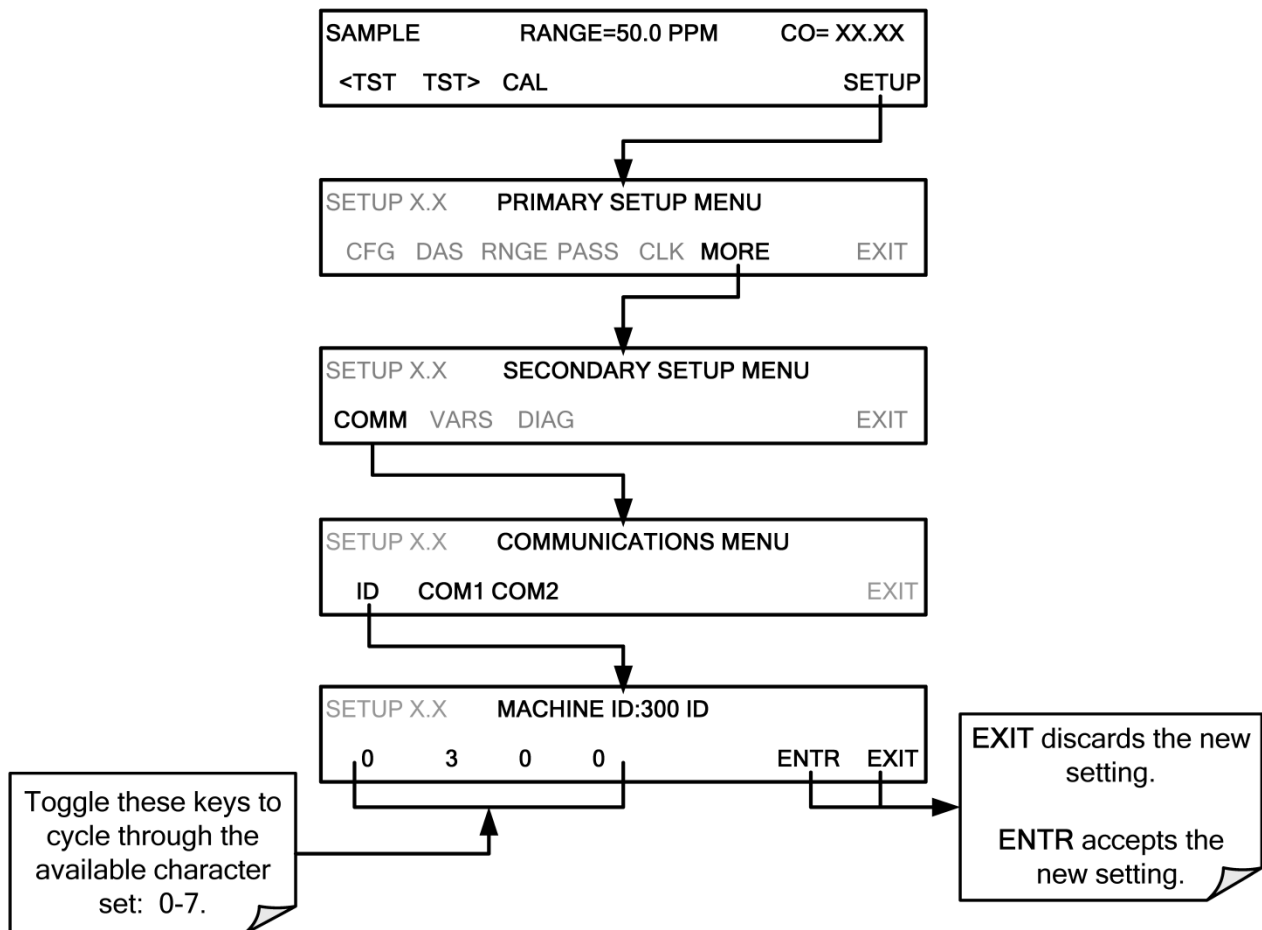 SAMPLE RANGE=50.0 PPM CO= XX.XX
<TST TST> CAL SETUP
SETUP X.X PRIMARY SETUP MENU
CFG DAS RNGE PASS CLK MORE EXIT
SETUP X.X SECONDARY SETUP MENU
COMM VARS DIAG EXIT
SETUP X.X COMMUNICATIONS MENU
ID COM1 COM2 EXIT
SETUP X.X MACHINE ID:300 ID
0 3 0 0 ENTR EXIT
Toggle these keys to
cycle through the
available character
set: 0-7.
EXIT discards the new
setting.
ENTR accepts the
new setting.